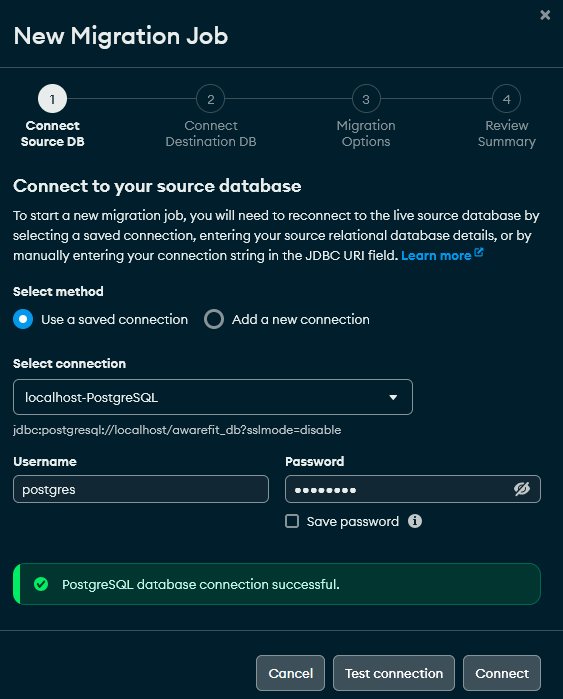 New Migration Job
1
2
3
4
Connect
Source DB
Connect
Destination DB
Migration
Options
Review
Summary
Connect to your source database
To start a new migration job, you will need to reconnect to the live source database by
selecting a saved connection, entering your source relational database details, or by
manually entering your connection string in the JDBC URI field. Learn more
Select method
Use a saved connection
Add a new connection
Select connection
localhost-PostgreSQL
jdbc:postgresql://localhost/awarefit_db?sslmode=disable
Username
Password
postgres
••••••••
Save password
PostgreSQL database connection successful.
Cancel
Test connection
Connect